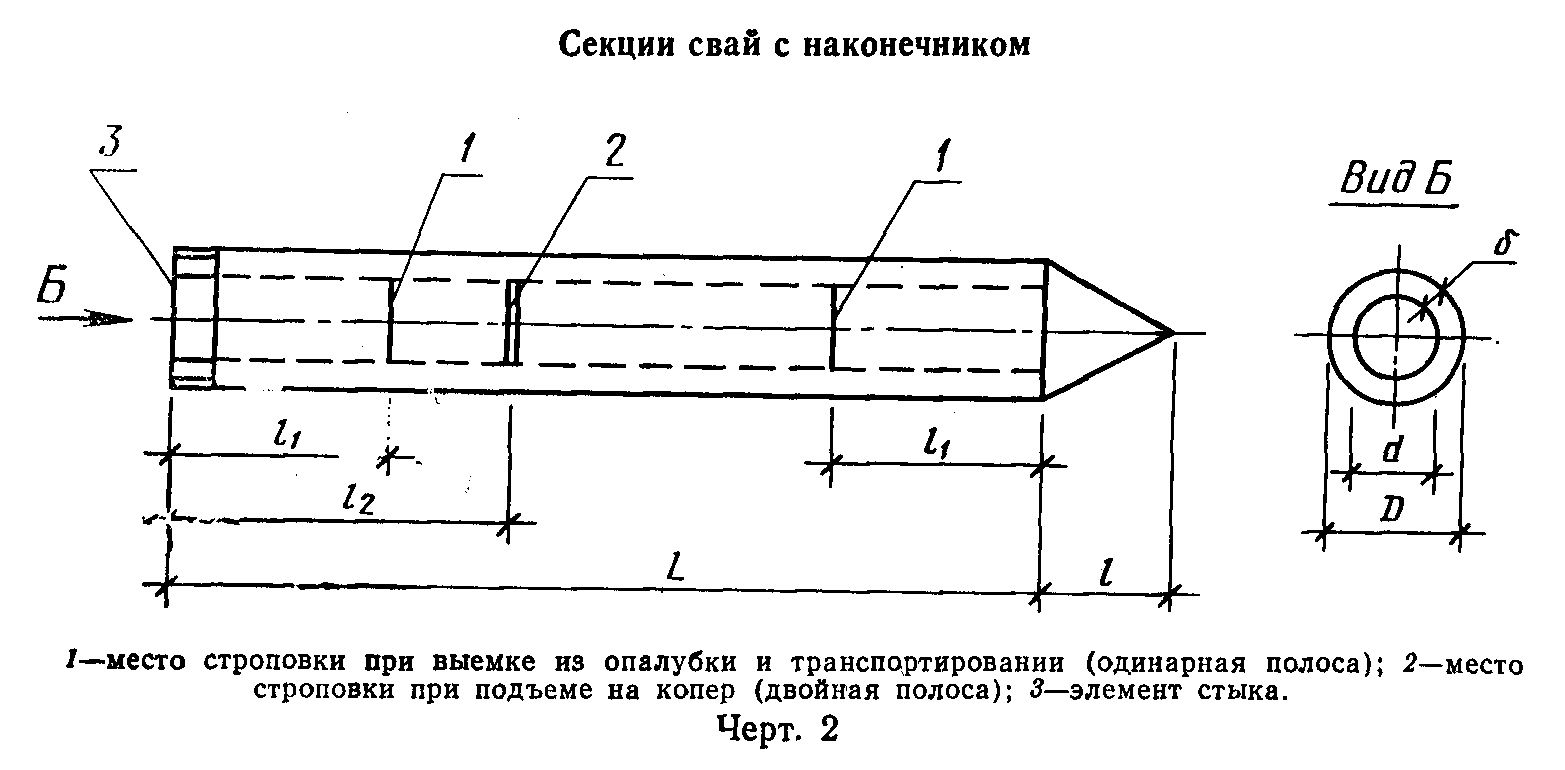 Секции свай с наконечником
3
1
2
1
Вид Б
δ
Б
l1
l1
d
l2
D
L
l
1—место строповки при выемке из опалубки и транспортировании (одинарная полоса); 2—место
строповки при подъеме на копер (двойная полоса); 3—элемент стыка.
Черт. 2